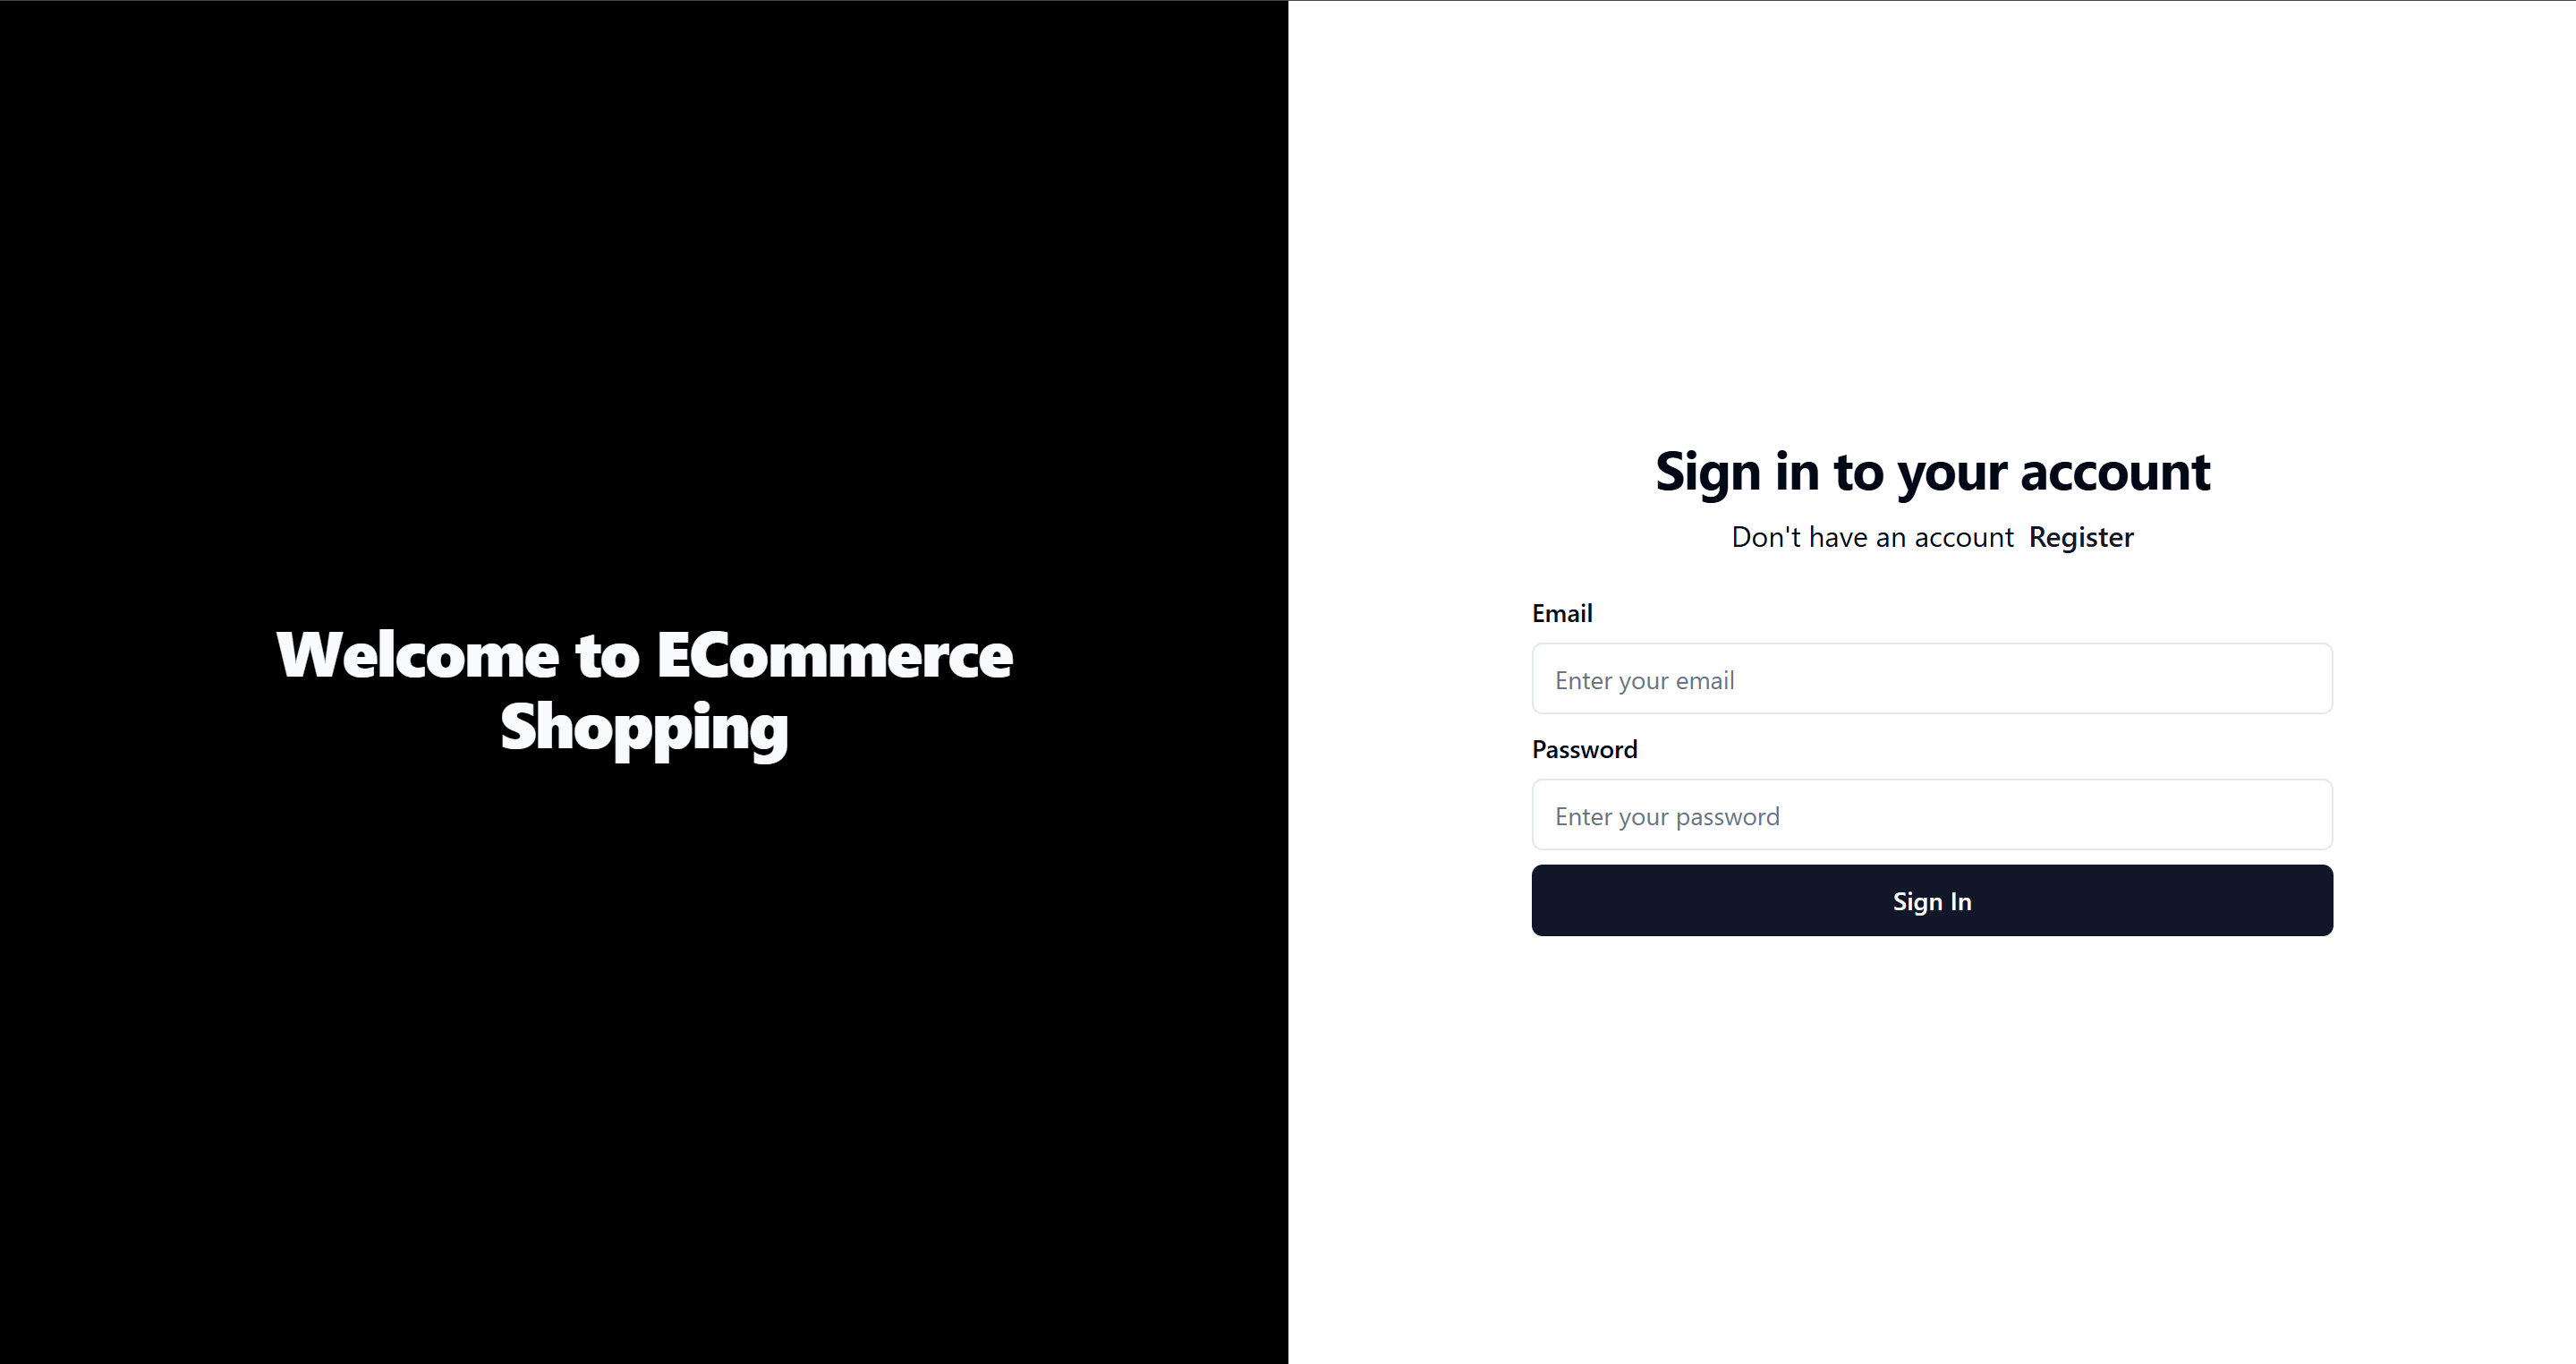 Welcome to ECommerce
Shopping
Sign in to your account
Don't have an account Register
Email
Enter your email
Password
Enter your password
Sign In